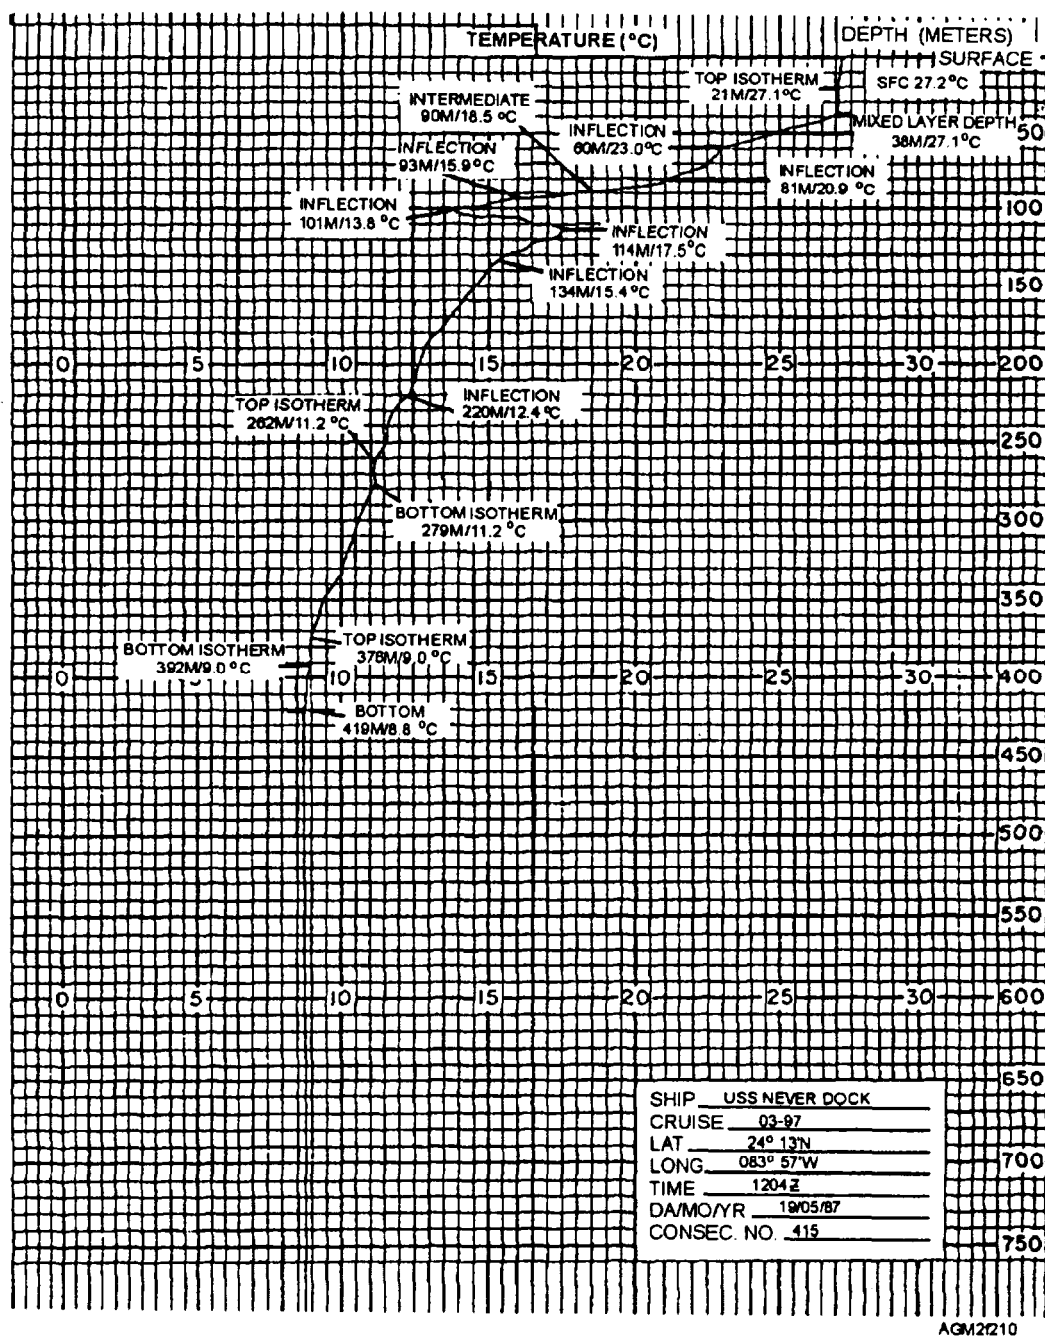 TEMPERATURE (°C)
DEPTH (METERS)
SURFACE
TOP ISOTHERM
21M/27.1°C
SFC 27.2°C
INTERMEDIATE
90M/18.5 °C
MIXED LAYER DEPTH
38M/27.1°C
50
INFLECTION
60M/23.0°C
INFLECTION
93M/15.9°C
INFLECTION
81M/20.9 °C
INFLECTION
101M/13.8 °C
100
INFLECTION
114M/17.5°C
INFLECTION
134M/15.4°C
150
0 5 10 15 20 25 30 200
TOP ISOTHERM
262M/11.2 °C
INFLECTION
220M/12.4°C
250
BOTTOM ISOTHERM
279M/11.2 °C
300
350
TOP ISOTHERM
376M/9.0 °C
BOTTOM ISOTHERM
392M/9.0 °C
0 5 10 15 20 25 30 400
BOTTOM
419M/8.8 °C
450
500
550
0 5 10 15 20 25 30 600
650
SHIP USS NEVER DOCK
CRUISE 03-97
LAT 24° 13'N
LONG 083° 57'W
TIME 1204Z
DA/MO/YR 19/05/87
CONSEC. NO. 415
700
750
AGM2f210